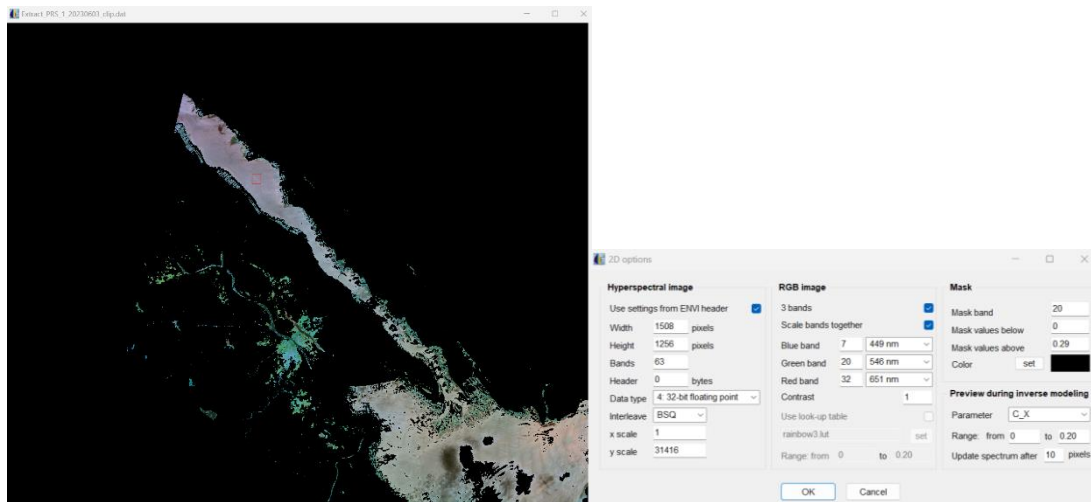 Extract_PRS_1_20230603 clip.dat
2D options
Hyperspectral image
Use settings from ENVI header
Width 1508 pixels
Height 1256 pixels
Bands 63
Header 0 bytes
Data type 4: 32-bit floating point
Interleave BSQ
x scale 1
y scale 31416
RGB image
3 bands
Scale bands together
Blue band 7 449 nm
Green band 20 546 nm
Red band 32 651 nm
Contrast 1
Use look-up table
rainbow3.lut set
Range: from 0 to 0.20
Mask
Mask band 20
Mask values below 0
Mask values above 0.29
Color set
Preview during inverse modeling
Parameter C_X
Range: from 0 to 0.20
Update spectrum after 10 pixels
OK Cancel